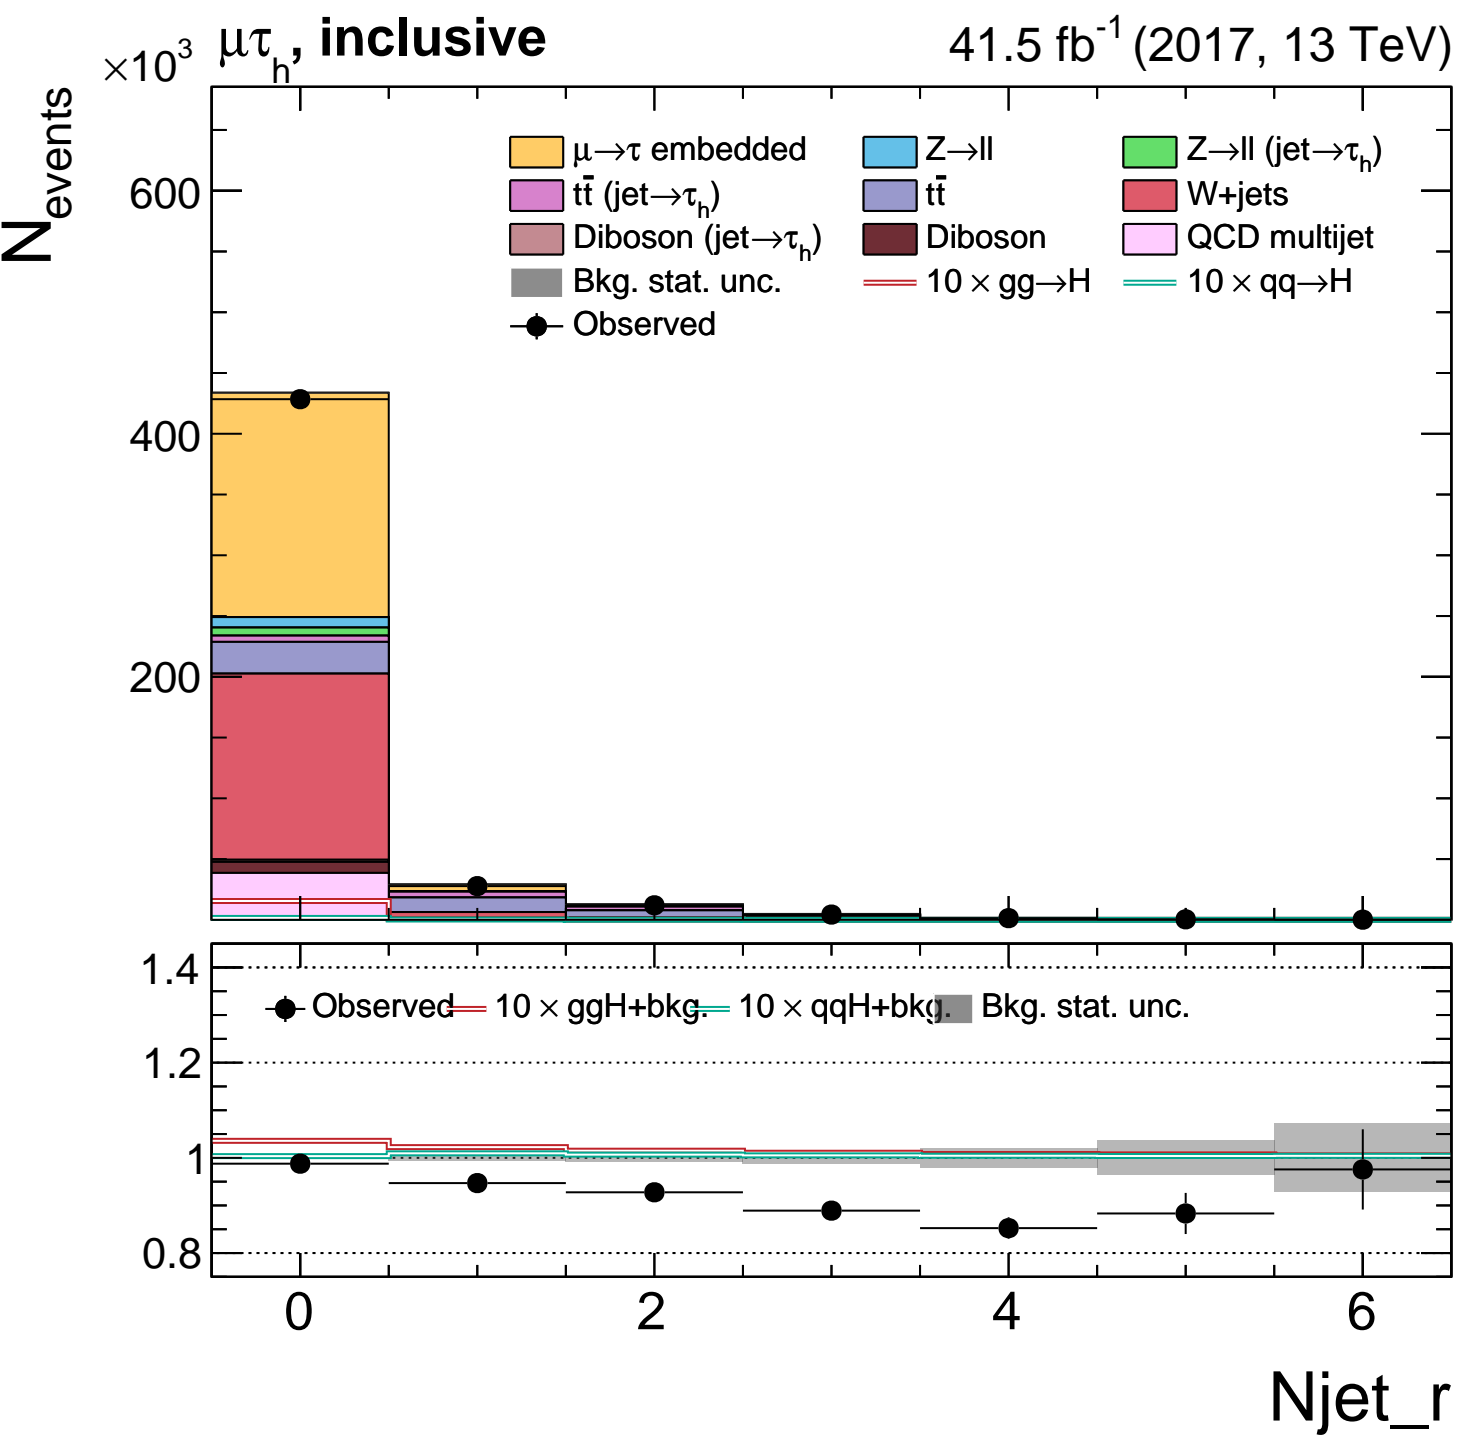 ×10³ μτₕ, inclusive 41.5 fb⁻¹ (2017, 13 TeV)
N_events
μ→τ embedded Z→ll Z→ll (jet→τₕ)
tt̄ (jet→τₕ) tt̄ W+jets
Diboson (jet→τₕ) Diboson QCD multijet
Bkg. stat. unc. 10 × gg→H 10 × qq→H
Observed
600
400
200
1.4
Observed 10 × ggH+bkg. 10 × qqH+bkg. Bkg. stat. unc.
1.2
1
0.8
0 2 4 6
Njet_r